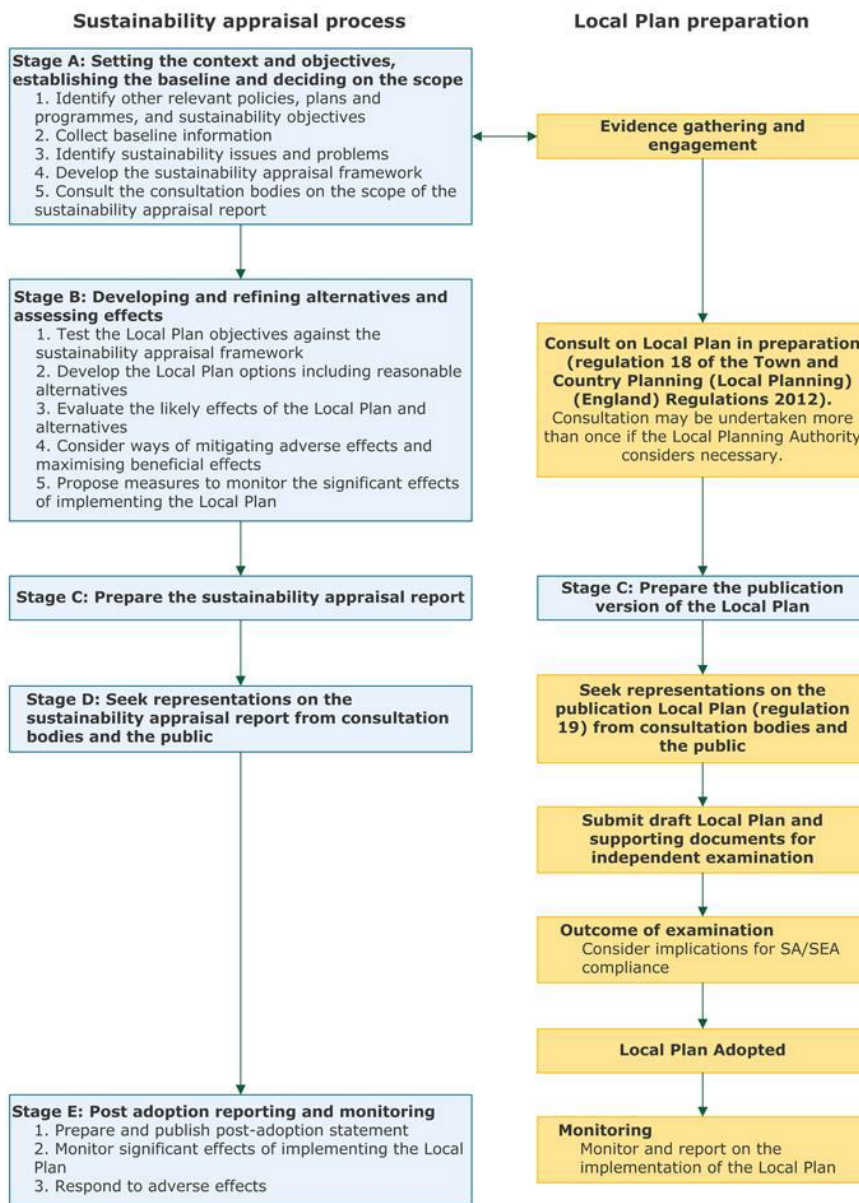 Sustainability appraisal process
Local Plan preparation
Stage A: Setting the context and objectives,
establishing the baseline and deciding on the scope
1. Identify other relevant policies, plans and
programmes, and sustainability objectives
2. Collect baseline information
3. Identify sustainability issues and problems
4. Develop the sustainability appraisal framework
5. Consult the consultation bodies on the scope of the
sustainability appraisal report
Evidence gathering and
engagement
Stage B: Developing and refining alternatives and
assessing effects
1. Test the Local Plan objectives against the
sustainability appraisal framework
2. Develop the Local Plan options including reasonable
alternatives
3. Evaluate the likely effects of the Local Plan and
alternatives
4. Consider ways of mitigating adverse effects and
maximising beneficial effects
5. Propose measures to monitor the significant effects
of implementing the Local Plan
Consult on Local Plan in preparation
(regulation 18 of the Town and
Country Planning (Local Planning)
(England) Regulations 2012).
Consultation may be undertaken more
than once if the Local Planning Authority
considers necessary.
Stage C: Prepare the sustainability appraisal report
Stage C: Prepare the publication
version of the Local Plan
Stage D: Seek representations on the
sustainability appraisal report from consultation
bodies and the public
Seek representations on the
publication Local Plan (regulation
19) from consultation bodies and
the public
Submit draft Local Plan and
supporting documents for
independent examination
Outcome of examination
Consider implications for SA/SEA
compliance
Local Plan Adopted
Stage E: Post adoption reporting and monitoring
1. Prepare and publish post-adoption statement
2. Monitor significant effects of implementing the Local
Plan
3. Respond to adverse effects
Monitoring
Monitor and report on the
implementation of the Local Plan